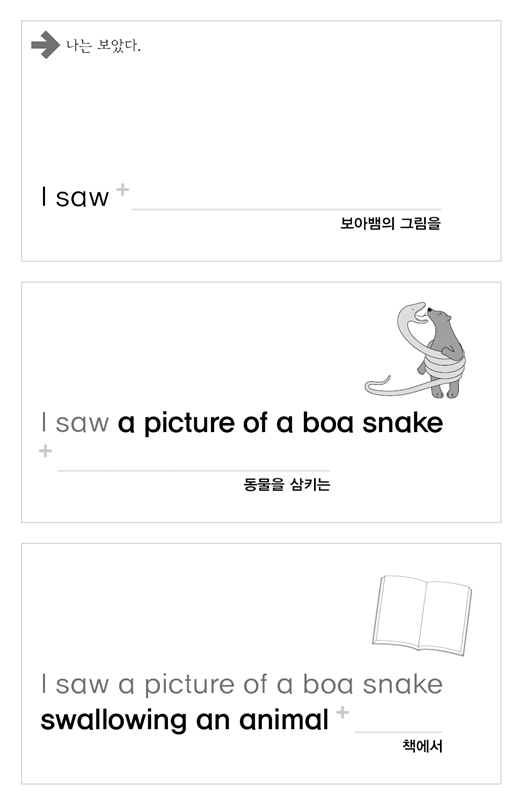 나는 보았다.
I saw +
보아뱀의 그림을
I saw a picture of a boa snake
+
동물을 삼키는
I saw a picture of a boa snake
swallowing an animal +
책에서